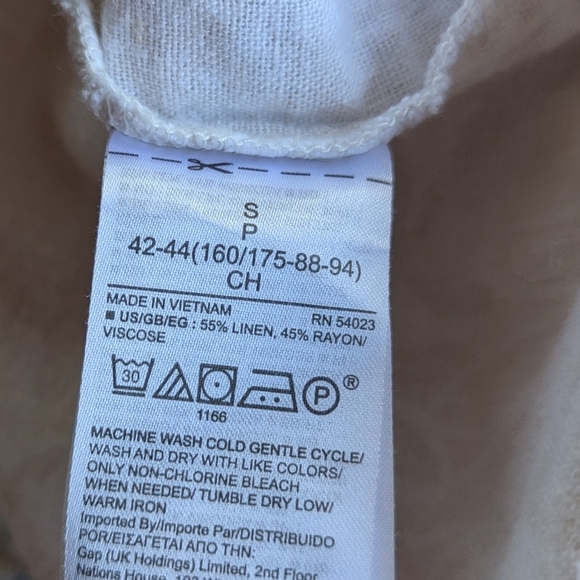 S
P
42-44(160/175-88-94)
CH
MADE IN VIETNAM RN 54023
■ US/GB/EG : 55% LINEN, 45% RAYON/
VISCOSE
30 P ®
1166
MACHINE WASH COLD GENTLE CYCLE/
WASH AND DRY WITH LIKE COLORS/
ONLY NON-CHLORINE BLEACH
WHEN NEEDED/ TUMBLE DRY LOW/
WARM IRON
Imported By/Importe Par/DISTRIBUIDO
POR/ΕΙΣΑΓΕΤΑΙ ΑΠΟ ΤΗΝ:
Gap (UK Holdings) Limited, 2nd Floor
Nations House, 103